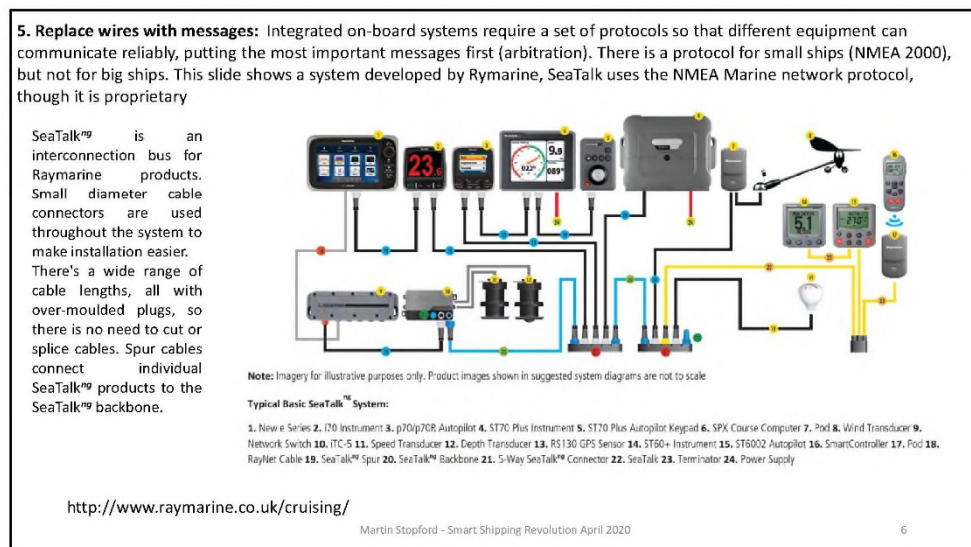 5. Replace wires with messages: Integrated on-board systems require a set of protocols so that different equipment can
communicate reliably, putting the most important messages first (arbitration). There is a protocol for small ships (NMEA 2000),
but not for big ships. This slide shows a system developed by Rymarine, SeaTalk uses the NMEA Marine network protocol,
though it is proprietary
SeaTalkng is an
interconnection bus for
Raymarine products.
Small diameter cable
connectors are used
throughout the system to
make installation easier.
There's a wide range of
cable lengths, all with
over-moulded plugs, so
there is no need to cut or
splice cables. Spur cables
connect individual
SeaTalkng products to the
SeaTalkng backbone.
23.6
9.9
022°
089°
5.1
270°
Note: Imagery for illustrative purposes only. Product images shown in suggested system diagrams are not to scale
Typical Basic SeaTalkng System:
1. New e Series 2. i70 Instrument 3. p70/p70R Autopilot 4. ST70 Plus Instrument 5. ST70 Plus Autopilot Keypad 6. SPX Course Computer 7. Pod 8. Wind Transducer 9.
Network Switch 10. iTC-5 11. Speed Transducer 12. Depth Transducer 13. RS130 GPS Sensor 14. ST60+ Instrument 15. ST6002 Autopilot 16. SmartController 17. Pod 18.
RayNet Cable 19. SeaTalkng Spur 20. SeaTalkng Backbone 21. 5-Way SeaTalkng Connector 22. SeaTalk 23. Terminator 24. Power Supply
http://www.raymarine.co.uk/cruising/
Martin Stopford - Smart Shipping Revolution April 2020
6